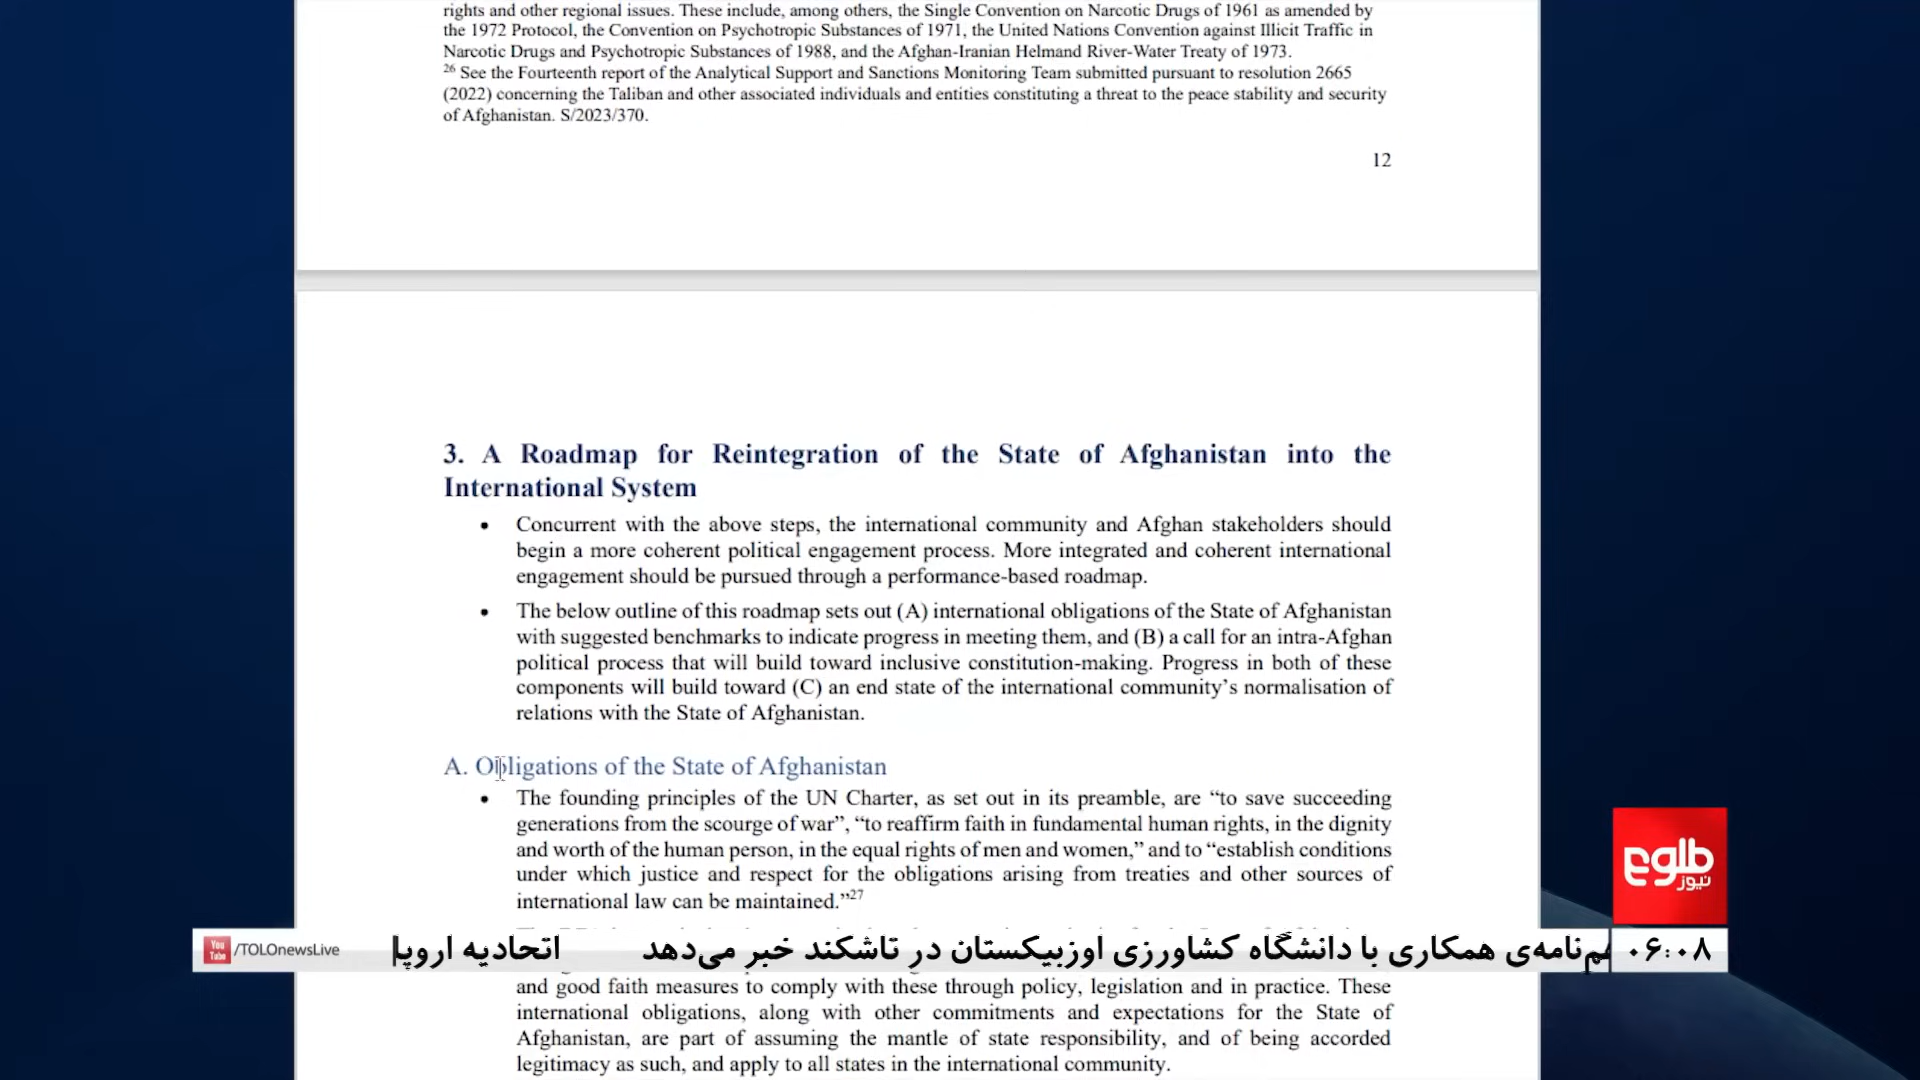 rights and other regional issues. These include, among others, the Single Convention on Narcotic Drugs of 1961 as amended by
the 1972 Protocol, the Convention on Psychotropic Substances of 1971, the United Nations Convention against Illicit Traffic in
Narcotic Drugs and Psychotropic Substances of 1988, and the Afghan-Iranian Helmand River-Water Treaty of 1973.
26 See the Fourteenth report of the Analytical Support and Sanctions Monitoring Team submitted pursuant to resolution 2665
(2022) concerning the Taliban and other associated individuals and entities constituting a threat to the peace stability and security
of Afghanistan. S/2023/370.
12
3. A Roadmap for Reintegration of the State of Afghanistan into the
International System
• Concurrent with the above steps, the international community and Afghan stakeholders should
begin a more coherent political engagement process. More integrated and coherent international
engagement should be pursued through a performance-based roadmap.
• The below outline of this roadmap sets out (A) international obligations of the State of Afghanistan
with suggested benchmarks to indicate progress in meeting them, and (B) a call for an intra-Afghan
political process that will build toward inclusive constitution-making. Progress in both of these
components will build toward (C) an end state of the international community’s normalisation of
relations with the State of Afghanistan.
A. Obligations of the State of Afghanistan
• The founding principles of the UN Charter, as set out in its preamble, are “to save succeeding
generations from the scourge of war”, “to reaffirm faith in fundamental human rights, in the dignity
and worth of the human person, in the equal rights of men and women,” and to “establish conditions
under which justice and respect for the obligations arising from treaties and other sources of
international law can be maintained.”27
طلوع
نیوز
You Tube /TOLOnewsLive
هم‌نامه‌ی همکاری با دانشگاه کشاورزی اوزبیکستان در تاشکند خبر می‌دهد
اتحادیه اروپا
۰۶:۰۸
and good faith measures to comply with these through policy, legislation and in practice. These
international obligations, along with other commitments and expectations for the State of
Afghanistan, are part of assuming the mantle of state responsibility, and of being accorded
legitimacy as such, and apply to all states in the international community.